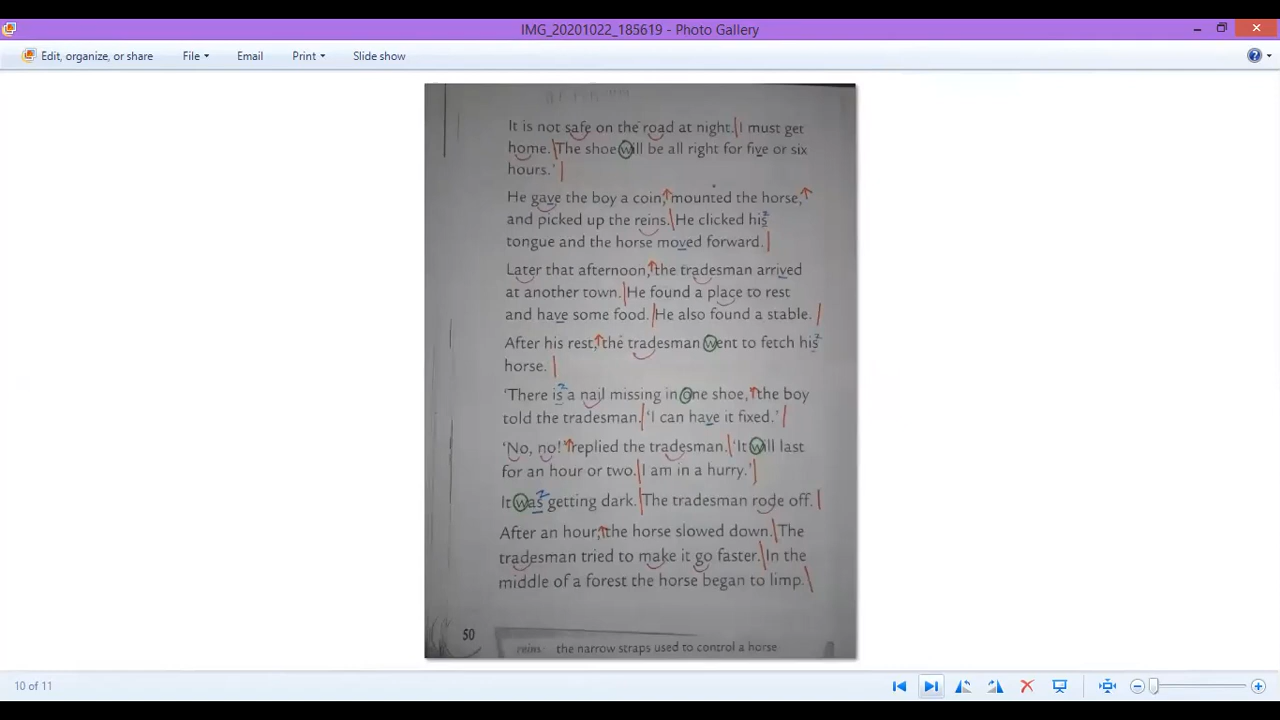 IMG_20201022_185619 - Photo Gallery
Edit, organize, or share File Email Print Slide show
It is not safe on the road at night. I must get
home. The shoe will be all right for five or six
hours.'
He gave the boy a coin, mounted the horse,
and picked up the reins. He clicked his
tongue and the horse moved forward.
Later that afternoon, the tradesman arrived
at another town. He found a place to rest
and have some food. He also found a stable.
After his rest, the tradesman went to fetch his
horse.
'There is a nail missing in one shoe,' the boy
told the tradesman. 'I can have it fixed.'
'No, no!' replied the tradesman. 'It will last
for an hour or two. I am in a hurry.'
It was getting dark. The tradesman rode off.
After an hour, the horse slowed down. The
tradesman tried to make it go faster. In the
middle of a forest the horse began to limp.
50
reins the narrow straps used to control a horse
10 of 11